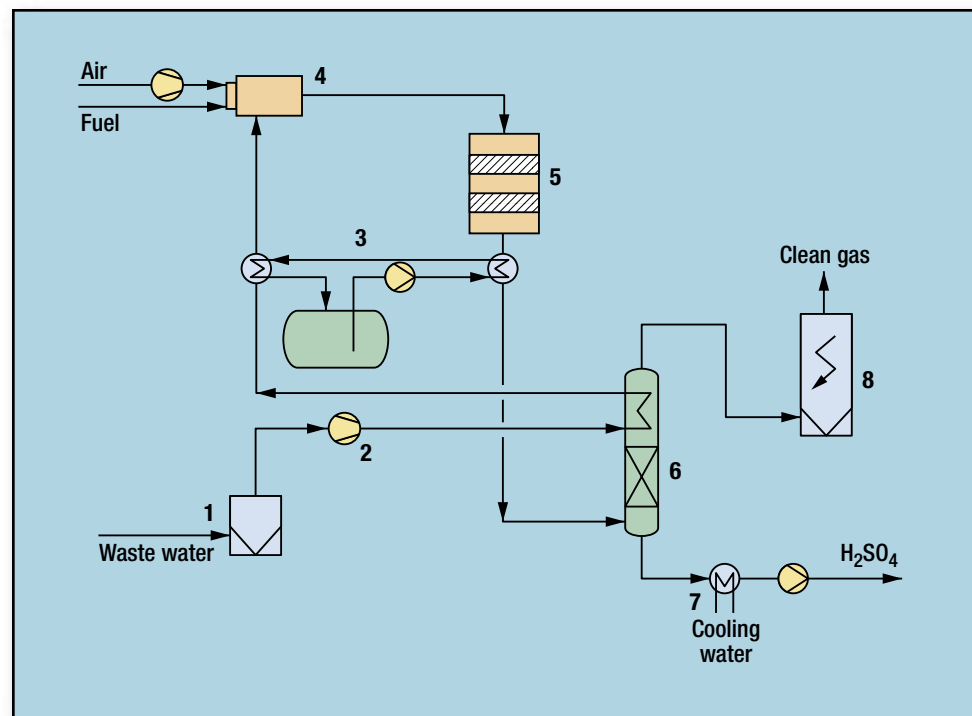 Air
4
Fuel
5
3
Clean gas
8
2
6
1
Waste water
H₂SO₄
7
Cooling
water